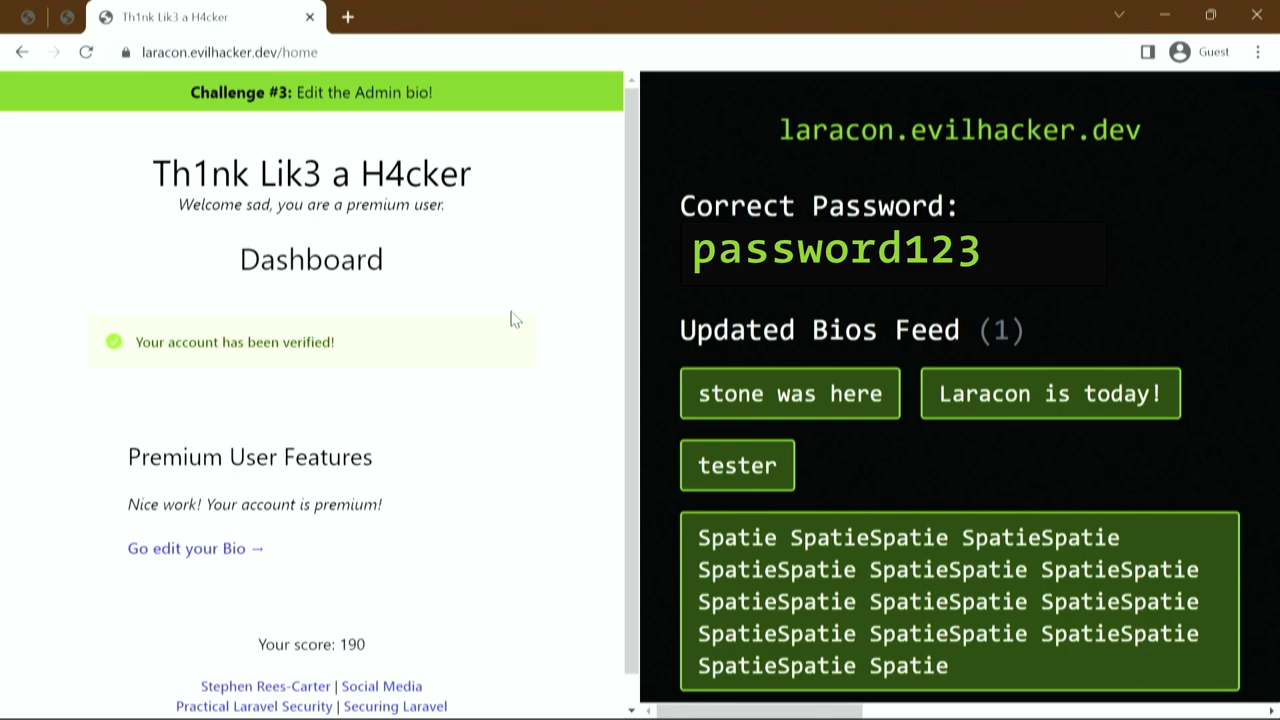 Th1nk Lik3 a H4cker
laracon.evilhacker.dev/home
Guest
Challenge #3: Edit the Admin bio!
Th1nk Lik3 a H4cker
Welcome sad, you are a premium user.
Dashboard
Your account has been verified!
Premium User Features
Nice work! Your account is premium!
Go edit your Bio →
Your score: 190
Stephen Rees-Carter | Social Media
Practical Laravel Security | Securing Laravel
laracon.evilhacker.dev
Correct Password:
password123
Updated Bios Feed (1)
stone was here
Laracon is today!
tester
Spatie SpatieSpatie SpatieSpatie
SpatieSpatie SpatieSpatie SpatieSpatie
SpatieSpatie SpatieSpatie SpatieSpatie
SpatieSpatie SpatieSpatie SpatieSpatie
SpatieSpatie Spatie